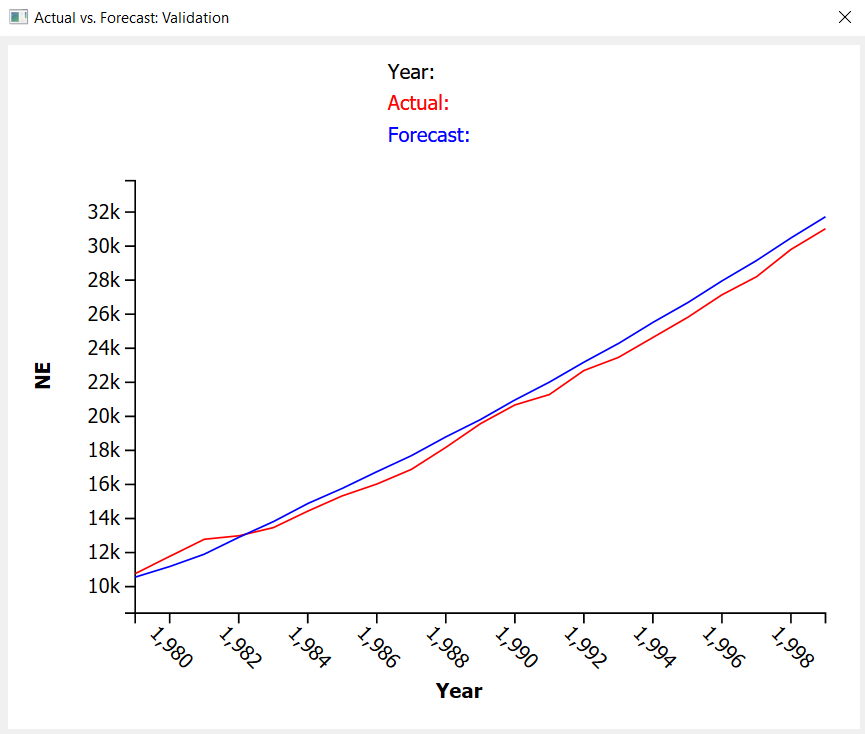 Actual vs. Forecast: Validation
Year:
Actual:
Forecast:
32k
30k
28k
26k
24k
22k
20k
18k
16k
14k
12k
10k
NE
1,980
1,982
1,984
1,986
1,988
1,990
1,992
1,994
1,996
1,998
Year